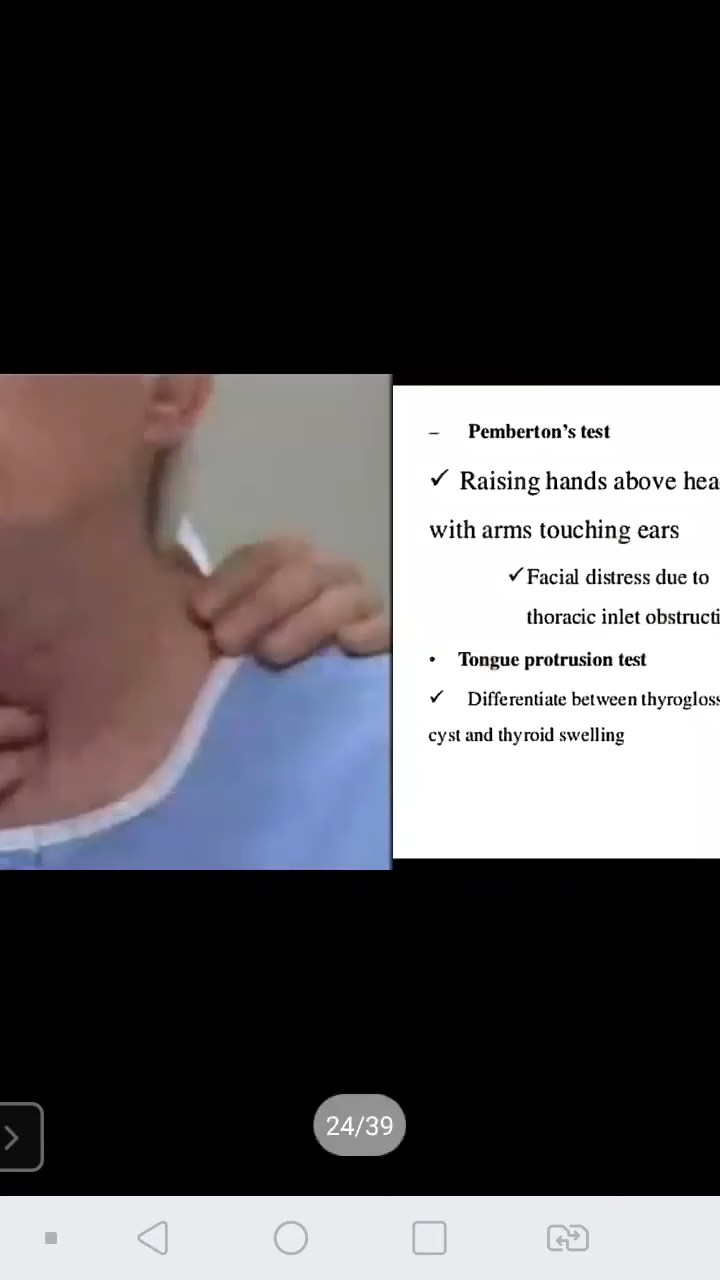 – Pemberton's test
✓ Raising hands above hea
with arms touching ears
✓Facial distress due to
thoracic inlet obstructi
• Tongue protrusion test
✓ Differentiate between thyrogloss
cyst and thyroid swelling
24/39